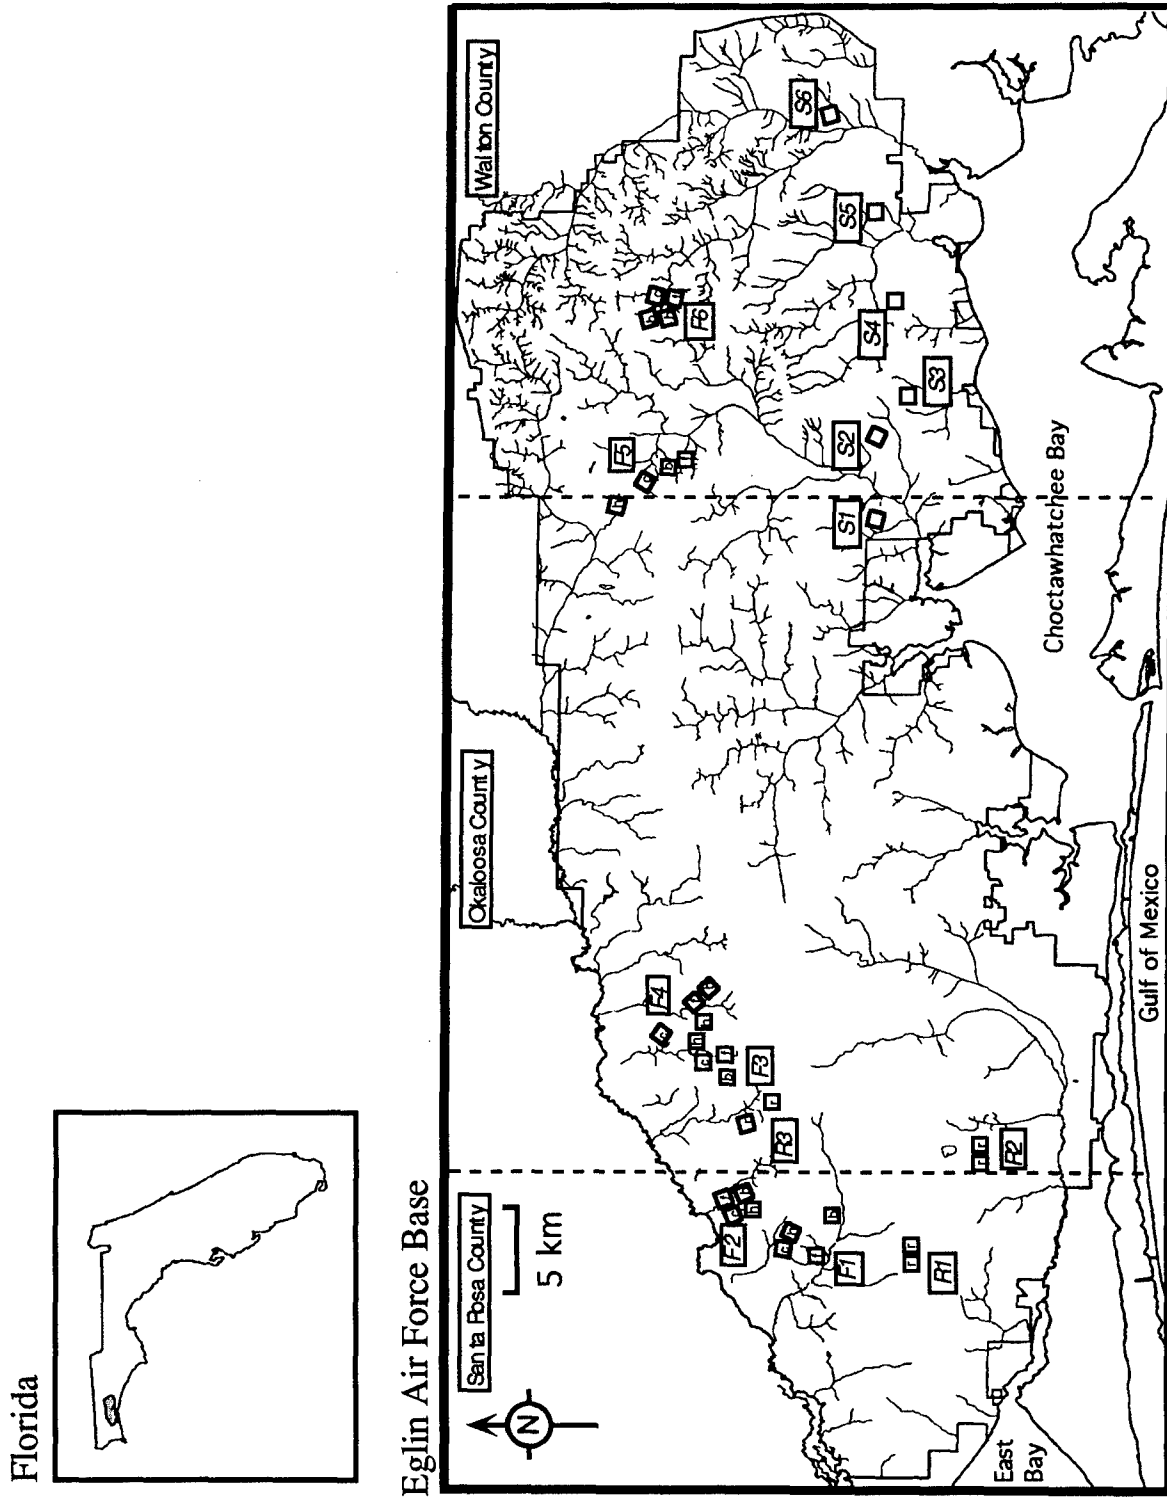 Florida
Eglin Air Force Base
Santa Rosa County
Okaloosa County
Walton County
N
5 km
F4
F5
F6
S6
F2
F3
R3
F1
R1
R2
S1
S2
S3
S4
S5
East
Bay
Choctawhatchee Bay
Gulf of Mexico